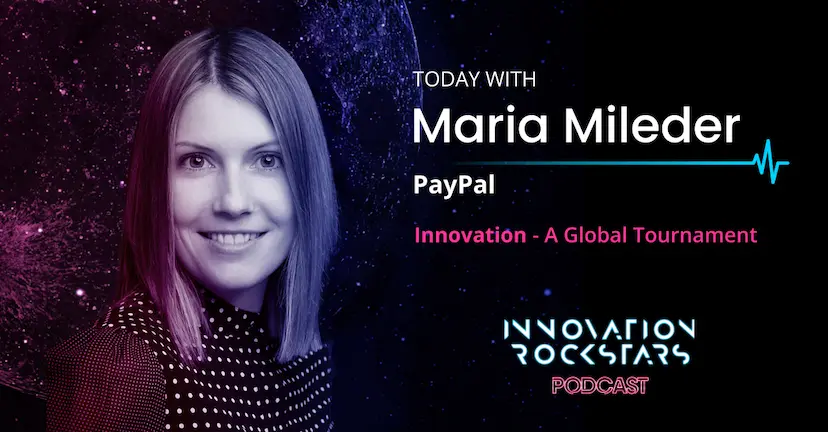 TODAY WITH
Maria Mileder
PayPal
Innovation - A Global Tournament
INNOVATION
ROCKSTARS
PODCAST